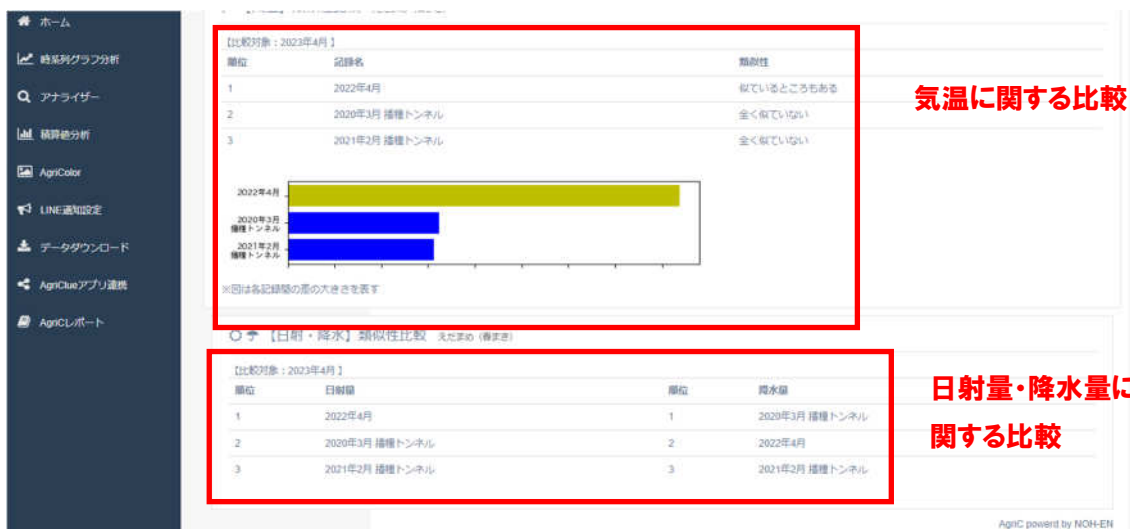 ホーム
時系列グラフ分析
アナライザー
積算値分析
AgriColor
LINE通知設定
データダウンロード
AgriClueアプリ連携
AgriCレポート
【比較対象：2023年4月 】
順位 記録名 類似性
1 2022年4月 似ているところもある
2 2020年3月 播種トンネル 全く似ていない
3 2021年2月 播種トンネル 全く似ていない
気温に関する比較
2022年4月
2020年3月
播種トンネル
2021年2月
播種トンネル
※図は各記録間の差の大きさを表す
【日射・降水】類似性比較 えだまめ（春まき）
【比較対象：2023年4月 】
順位 日射量 順位 降水量
1 2022年4月 1 2020年3月 播種トンネル
2 2020年3月 播種トンネル 2 2022年4月
3 2021年2月 播種トンネル 3 2021年2月 播種トンネル
日射量・降水量に
関する比較
AgriC powerd by NOH-EN